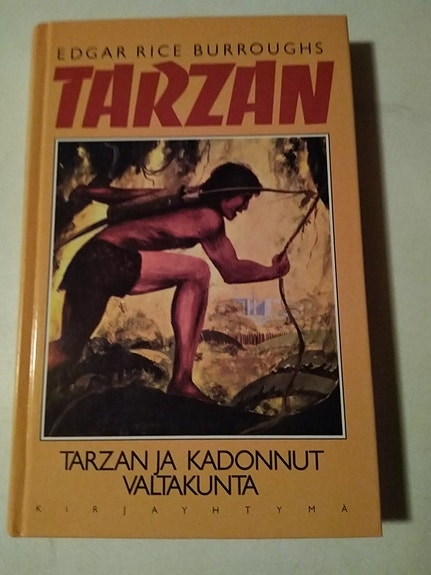 EDGAR RICE BURROUGHS
TARZAN
TARZAN JA KADONNUT
VALTAKUNTA
KIRJAYHTYMÄ